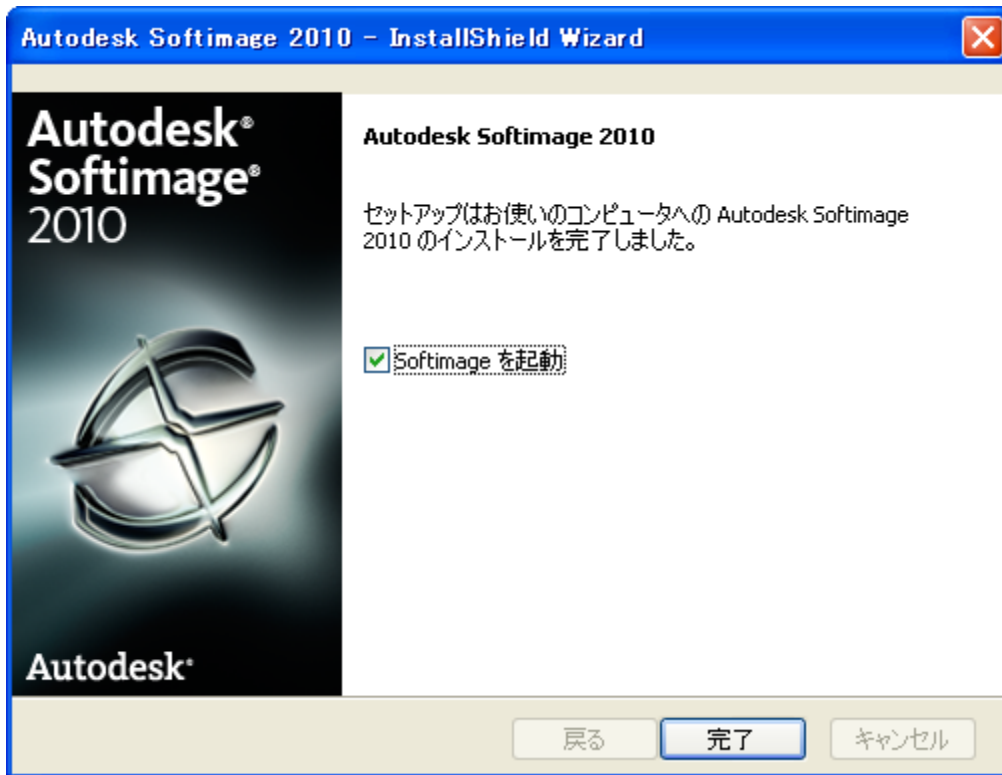 Autodesk Softimage 2010 - InstallShield Wizard
Autodesk®
Softimage®
2010
Autodesk Softimage 2010
セットアップはお使いのコンピュータへの Autodesk Softimage
2010 のインストールを完了しました。
Softimage を起動
Autodesk®
戻る
完了
キャンセル